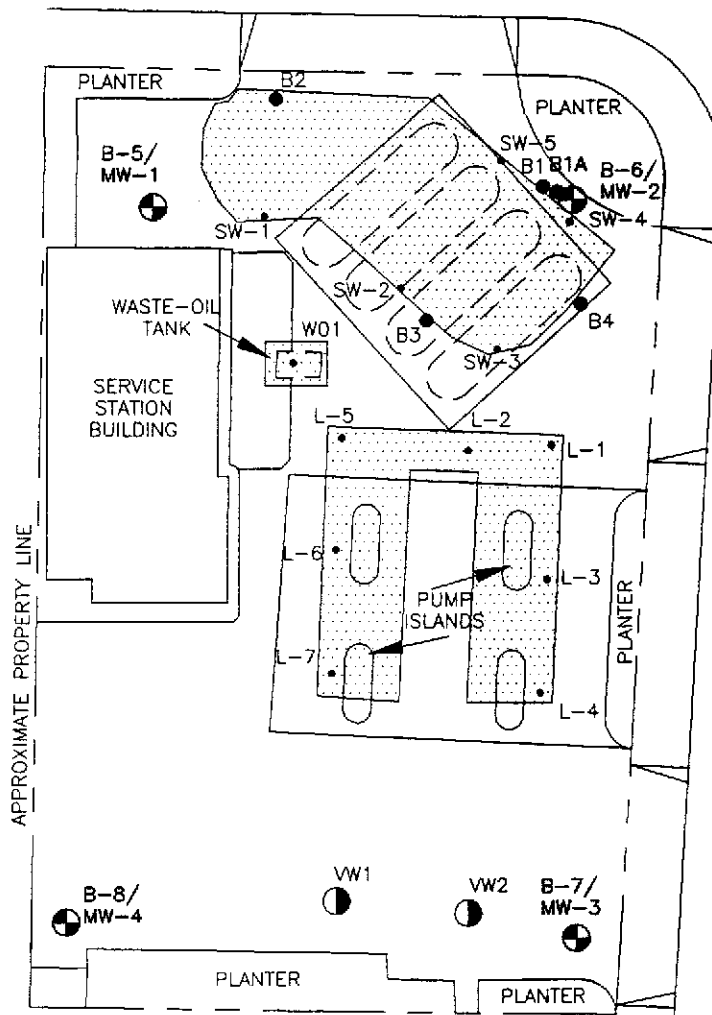 PLANTER
B2
PLANTER
B-5/
MW-1
SW-5
B1
B1A
B-6/
MW-2
SW-4
SW-1
SW-2
WASTE-OIL
TANK
WO1
B3
B4
SW-3
SERVICE
STATION
BUILDING
L-5
L-2
L-1
L-6
L-3
PUMP
ISLANDS
PLANTER
L-7
L-4
APPROXIMATE PROPERTY LINE
B-8/
MW-4
VW1
VW2
B-7/
MW-3
PLANTER
PLANTER